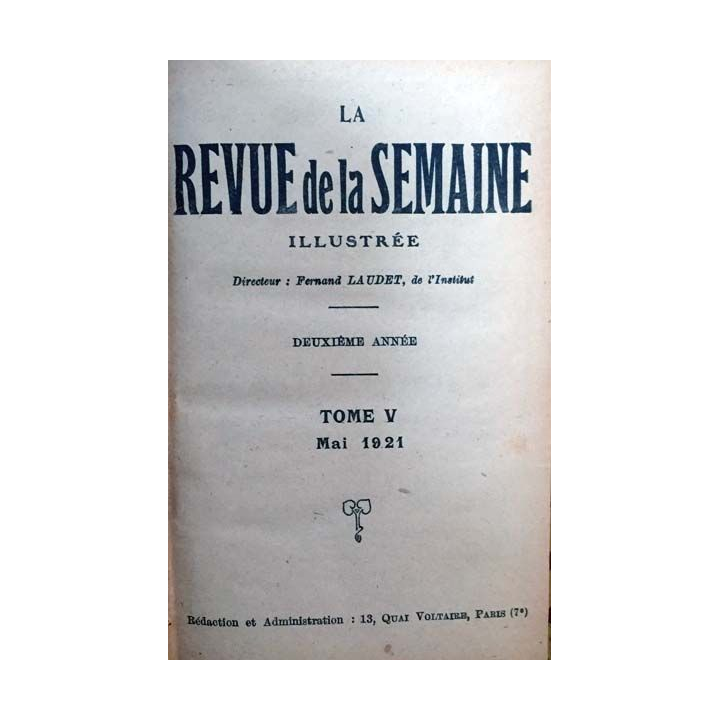 LA
REVUE de la SEMAINE
ILLUSTRÉE
Directeur : Fernand LAUDET, de l'Institut
DEUXIÈME ANNÉE
TOME V
Mai 1921
Rédaction et Administration : 13, QUAI VOLTAIRE, PARIS (7e)